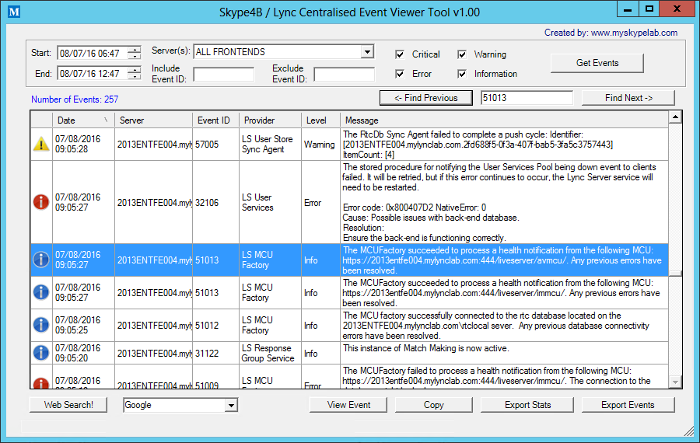 M
Skype4B / Lync Centralised Event Viewer Tool v1.00
Created by: www.myskypelab.com
Start: 08/07/16 06:47 Server(s): ALL FRONTENDS Critical Warning
End: 08/07/16 12:47 Include Event ID: Exclude Event ID: Error Information
Get Events
Number of Events: 257
<- Find Previous 51013 Find Next ->
Date Server Event ID Provider Level Message
07/08/2016 09:05:28 2013ENTFE004.myly 57005 LS User Store Sync Agent Warning The RtcDb Sync Agent failed to complete a push cycle: Identifier:
[2013ENTFE004.mylynclab.com.2fd688f5-0f3a-407f-bab5-3fa5c3757443]
ItemCount: [4]
07/08/2016 09:05:27 2013ENTFE004.myly 32106 LS User Services Error The stored procedure for notifying the User Services Pool being down event to clients
failed. It will be retried, but if this error continues to occur, the Lync Server service will
need to be restarted.
Error code: 0x800407D2 NativeError: 0
Cause: Possible issues with back-end database.
Resolution:
Ensure the back-end is functioning correctly.
07/08/2016 09:05:27 2013ENTFE004.myly 51013 LS MCU Factory Info The MCUFactory succeeded to process a health notification from the following MCU:
https://2013entfe004.mylynclab.com:444/liveserver/avmcu/. Any previous errors have
been resolved.
07/08/2016 09:05:27 2013ENTFE004.myly 51013 LS MCU Factory Info The MCUFactory succeeded to process a health notification from the following MCU:
https://2013entfe004.mylynclab.com:444/liveserver/immcu/. Any previous errors have
been resolved.
07/08/2016 09:05:25 2013ENTFE004.myly 51012 LS MCU Factory Info The MCU factory successfully connected to the rtc database located on the
2013ENTFE004.mylynclab.com\rtclocal sever. Any previous database connectivity
errors have been resolved.
07/08/2016 09:05:20 2013ENTFE004.myly 31122 LS Response Group Service Info This instance of Match Making is now active.
07/08/2016 2013ENTFE004.myly 51009 LS MCU Error The MCUFactory failed to process a health notification from the following MCU:
https://2013entfe004.mylynclab.com:444/liveserver/immcu/. The connection to the
Web Search! Google View Event Copy Export Stats Export Events